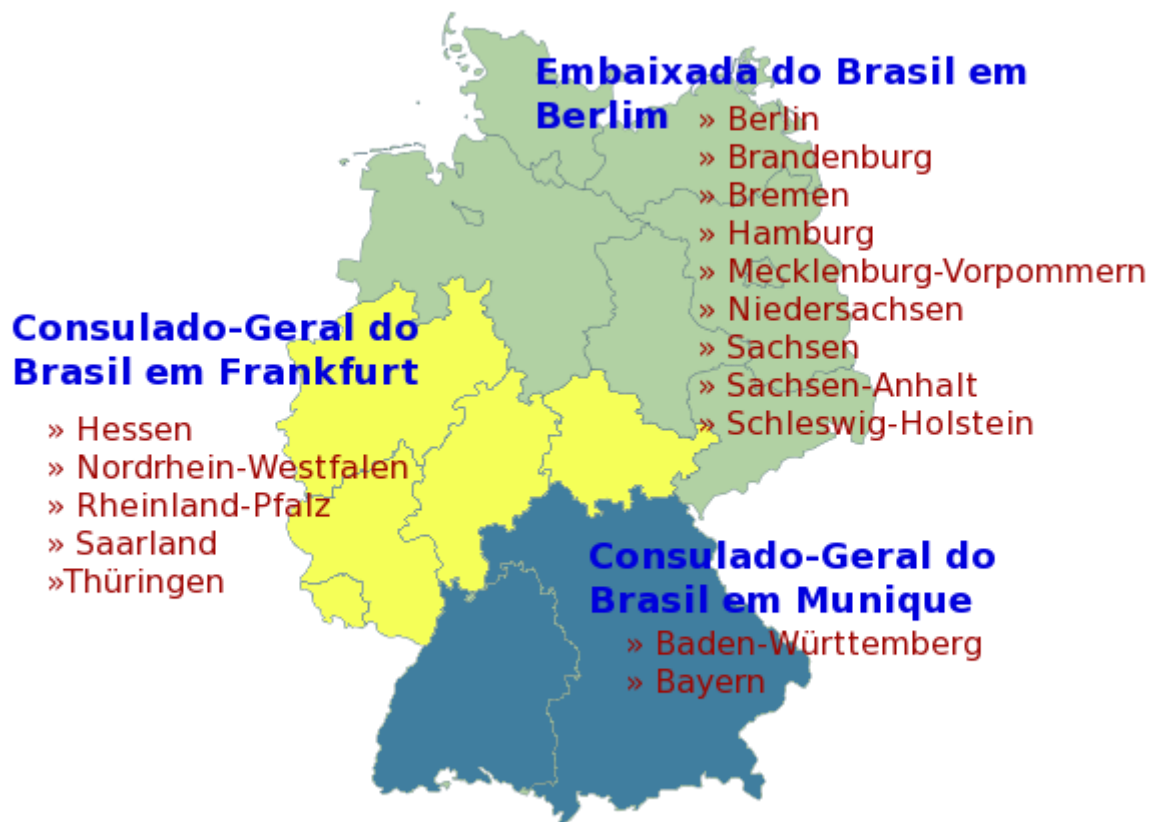 Embaixada do Brasil em
Berlim
» Berlin
» Brandenburg
» Bremen
» Hamburg
» Mecklenburg-Vorpommern
» Niedersachsen
» Sachsen
» Sachsen-Anhalt
» Schleswig-Holstein
Consulado-Geral do
Brasil em Frankfurt
» Hessen
» Nordrhein-Westfalen
» Rheinland-Pfalz
» Saarland
»Thüringen
Consulado-Geral do
Brasil em Munique
» Baden-Württemberg
» Bayern